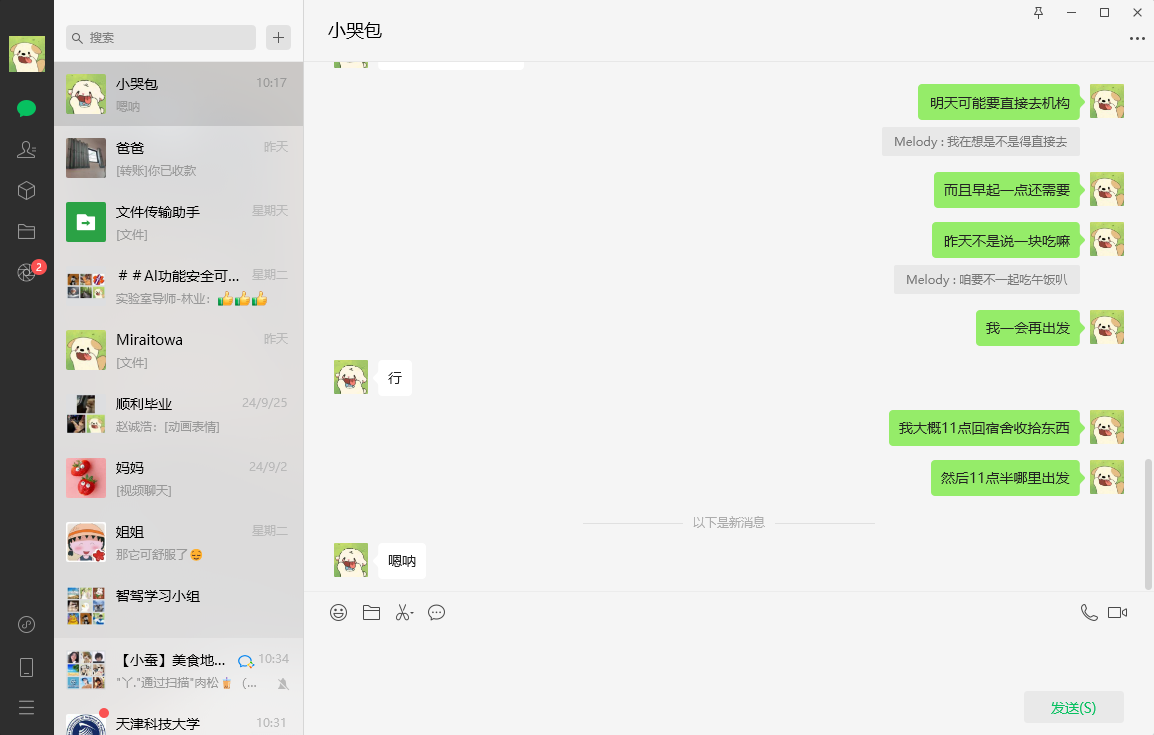 搜索
小哭包
10:17
嗯呐
爸爸
昨天
[转账]你已收款
文件传输助手
星期天
[文件]
##AI功能安全可...
星期二
实验室导师-林业:
Miraitowa
昨天
[文件]
顺利毕业
24/9/25
赵诚浩: [动画表情]
妈妈
24/9/2
[视频聊天]
姐姐
星期二
那它可舒服了
智驾学习小组
【小蚕】美食地...
10:34
"丫."通过扫描"肉松 (...
天津科技大学
10:31
2
小哭包
明天可能要直接去机构
Melody : 我在想是不是得直接去
而且早起一点还需要
昨天不是说一块吃嘛
Melody : 咱要不一起吃午饭叭
我一会再出发
行
我大概11点回宿舍收拾东西
然后11点半哪里出发
以下是新消息
嗯呐
发送(S)